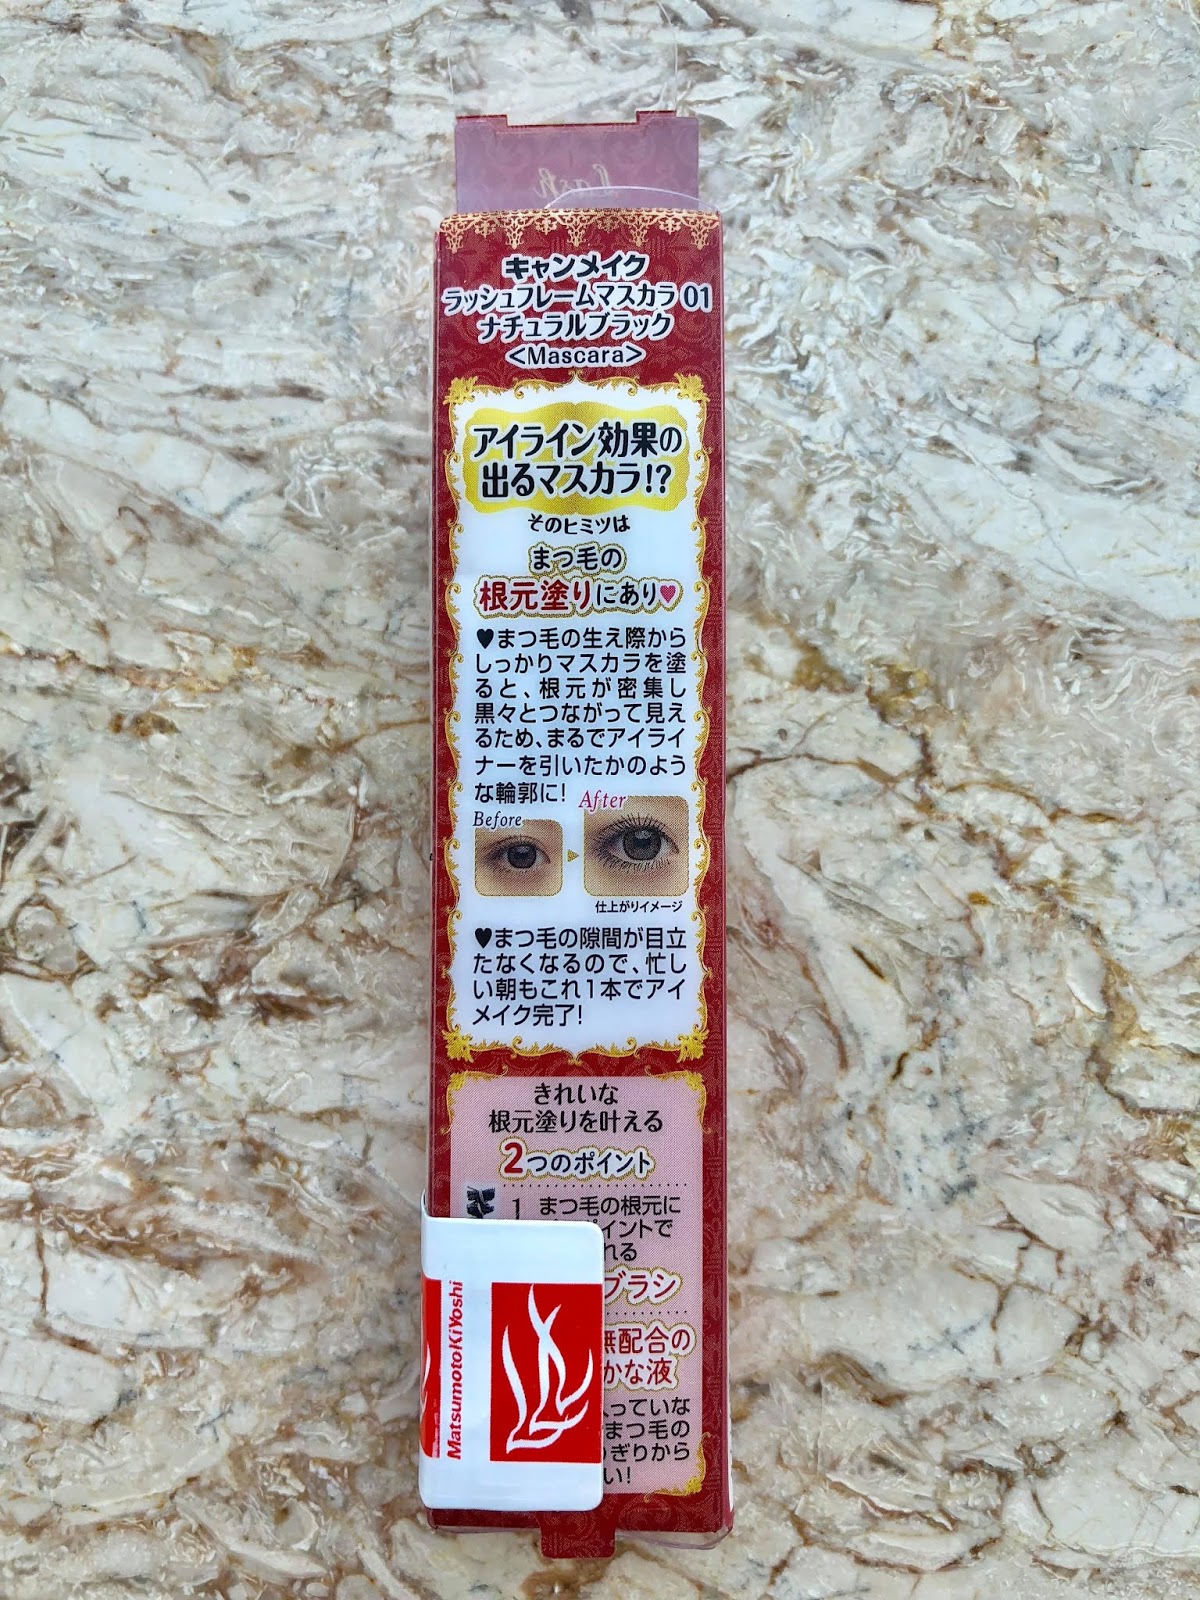 lash
キャンメイク
ラッシュフレームマスカラ 01
ナチュラルブラック
<Mascara>
アイライン効果の
出るマスカラ!?
そのヒミツは
まつ毛の
根元塗りにあり♥
♥まつ毛の生え際から
しっかりマスカラを塗
ると、根元が密集し
黒々とつながって見え
るため、まるでアイライ
ナーを引いたかのよう
な輪郭に!
Before
After
仕上がりイメージ
♥まつ毛の隙間が目立
たなくなるので、忙し
い朝もこれ1本でアイ
メイク完了!
きれいな
根元塗りを叶える
2つのポイント
1 まつ毛の根元に
イントで
れる
ブラシ
無配合の
かな液
っていな
まつ毛の
ぎりから
い!
MatsumotoKiYoshi